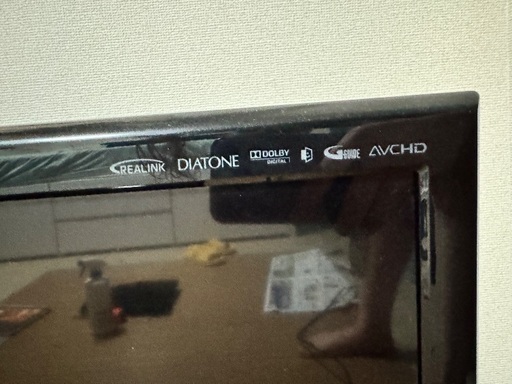 REALINK DIATONE DOLBY DIGITAL G-GUIDE AVCHD